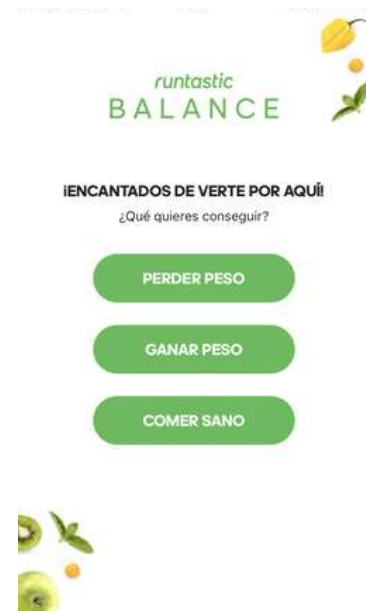 runtastic
BALANCE
¡ENCANTADOS DE VERTE POR AQUÍ!
¿Qué quieres conseguir?
PERDER PESO
GANAR PESO
COMER SANO